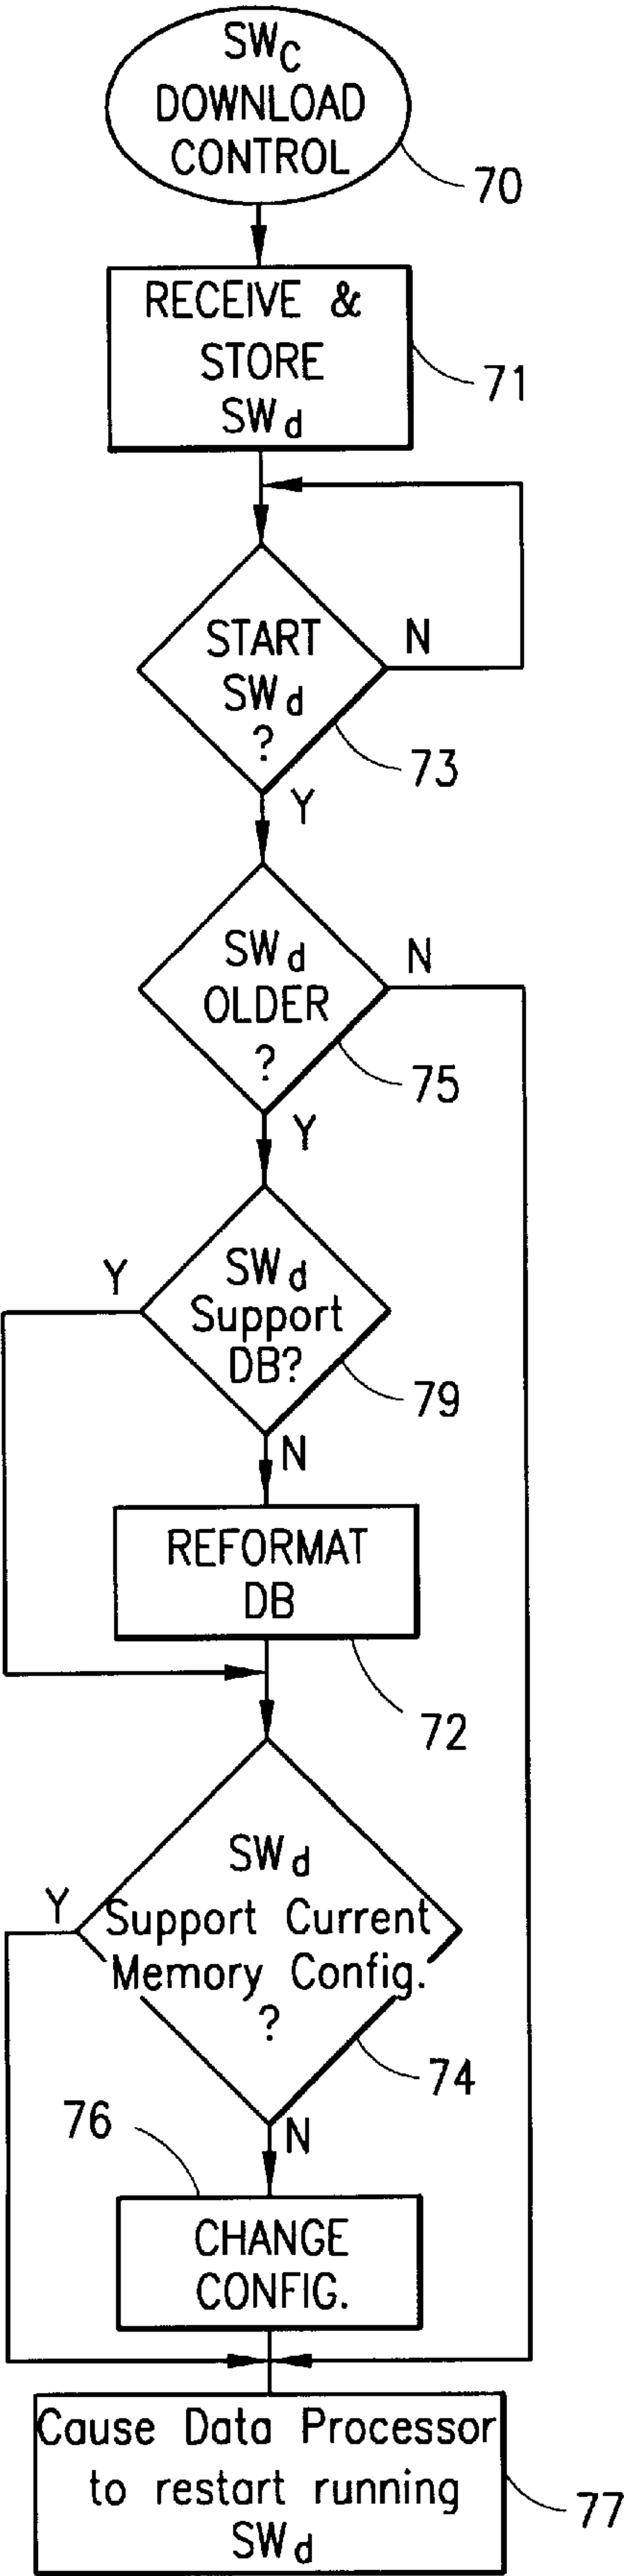 SWC
DOWNLOAD
CONTROL
70
RECEIVE &
STORE
SWd
71
START
SWd
?
N
73
Y
SWd
OLDER
?
N
75
Y
SWd
Support
DB?
Y
79
N
REFORMAT
DB
72
SWd
Support Current
Memory Config.
?
Y
74
N
76
CHANGE
CONFIG.
Cause Data Processor
to restart running
SWd
77